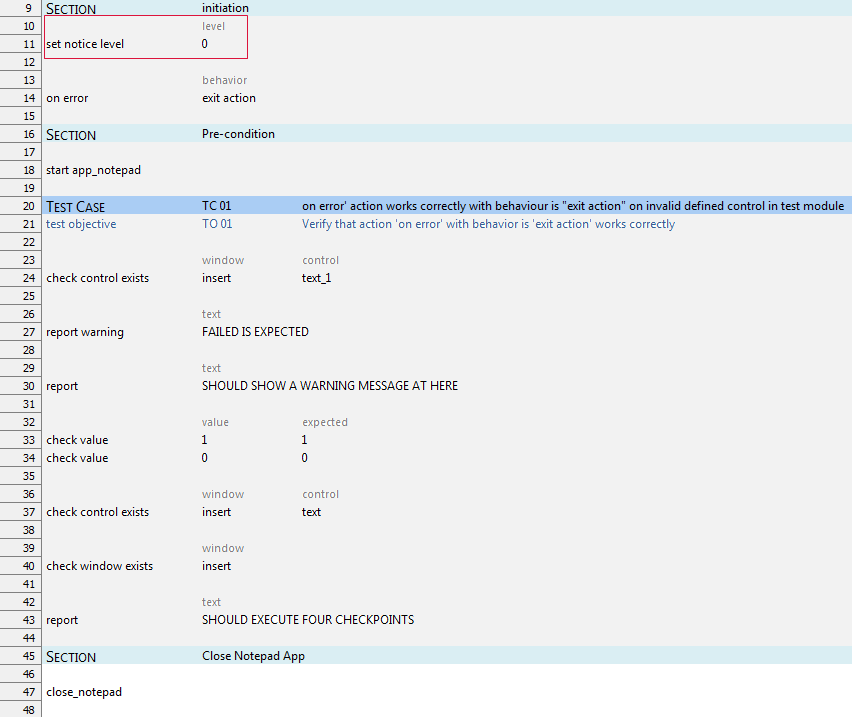 9 SECTION initiation
10 level
11 set notice level 0
12
13 behavior
14 on error exit action
15
16 SECTION Pre-condition
17
18 start app_notepad
19
20 TEST CASE TC 01 on error' action works correctly with behaviour is "exit action" on invalid defined control in test module
21 test objective TO 01 Verify that action 'on error' with behavior is 'exit action' works correctly
22
23 window control
24 check control exists insert text_1
25
26 text
27 report warning FAILED IS EXPECTED
28
29 text
30 report SHOULD SHOW A WARNING MESSAGE AT HERE
31
32 value expected
33 check value 1 1
34 check value 0 0
35
36 window control
37 check control exists insert text
38
39 window
40 check window exists insert
41
42 text
43 report SHOULD EXECUTE FOUR CHECKPOINTS
44
45 SECTION Close Notepad App
46
47 close_notepad
48